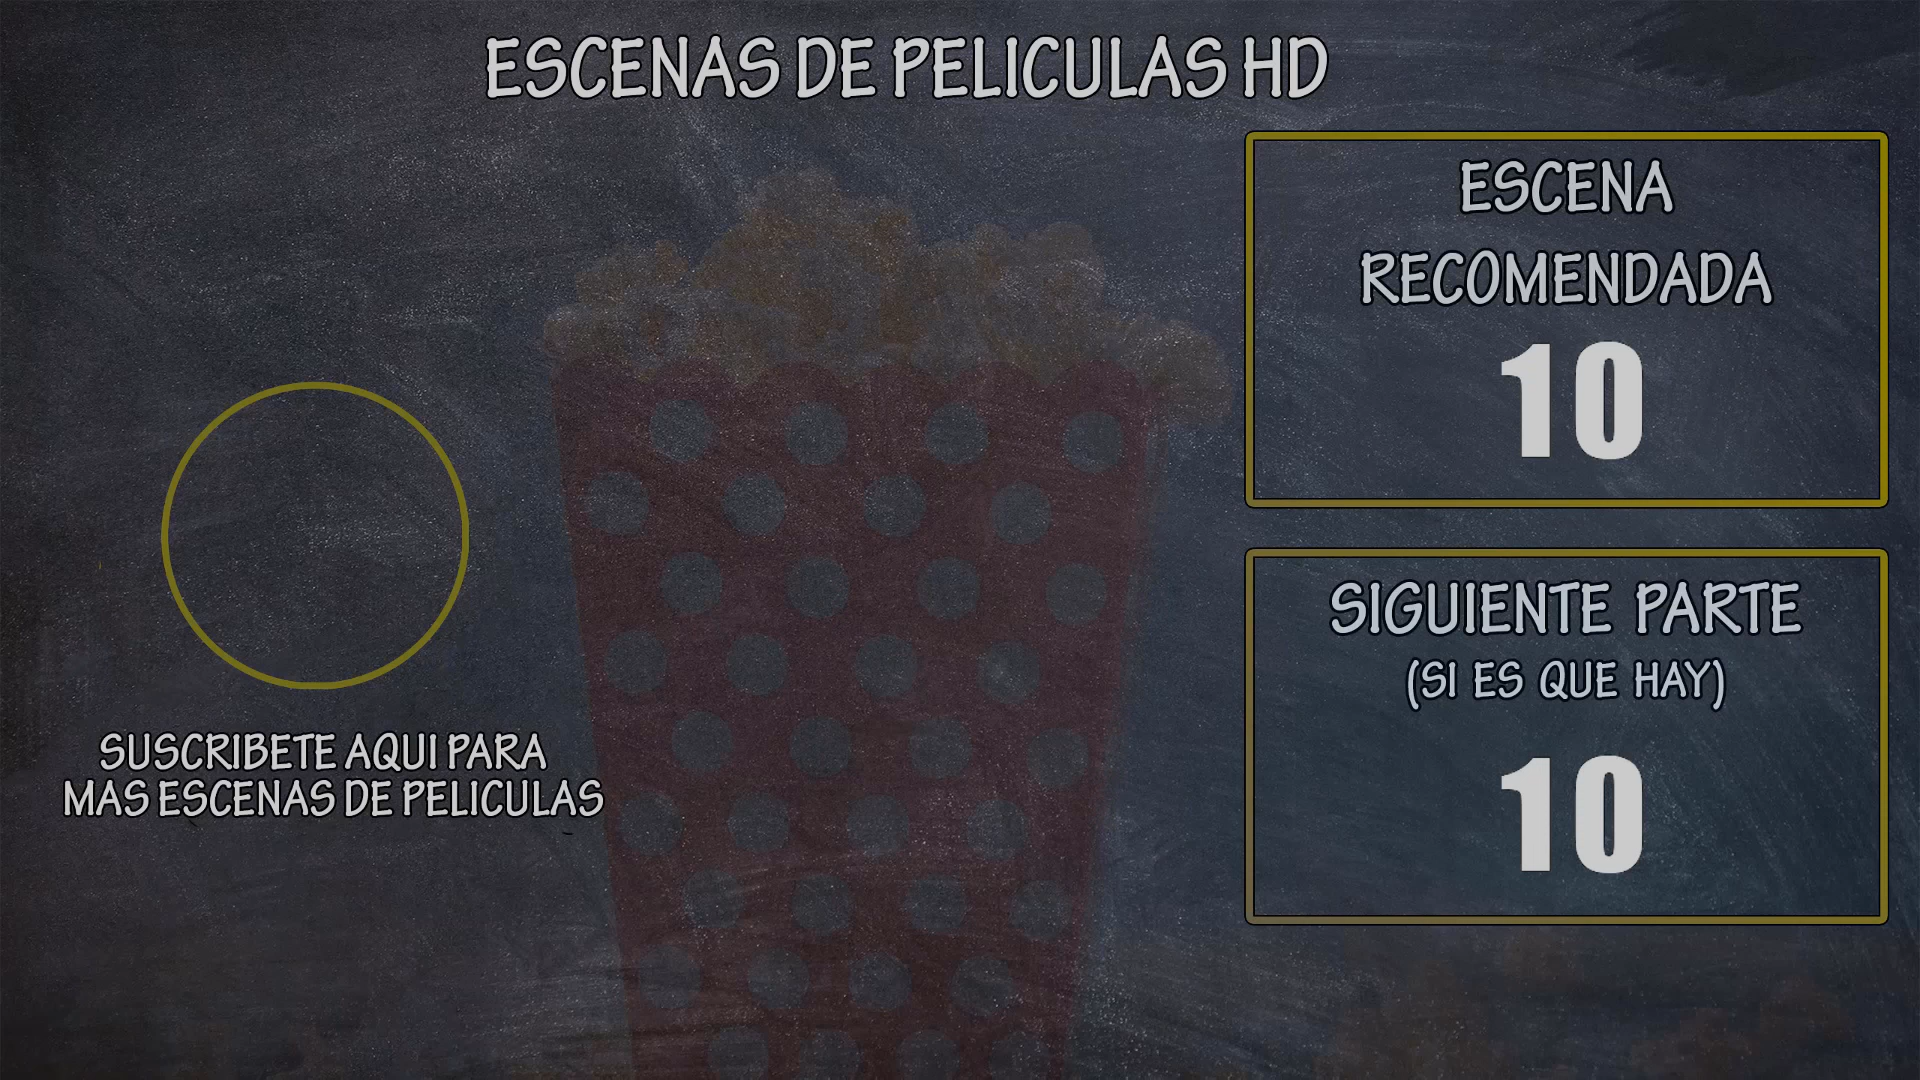 ESCENAS DE PELICULAS HD
ESCENA
RECOMENDADA
10
SIGUIENTE PARTE
(SI ES QUE HAY)
10
SUSCRIBETE AQUI PARA
MAS ESCENAS DE PELICULAS